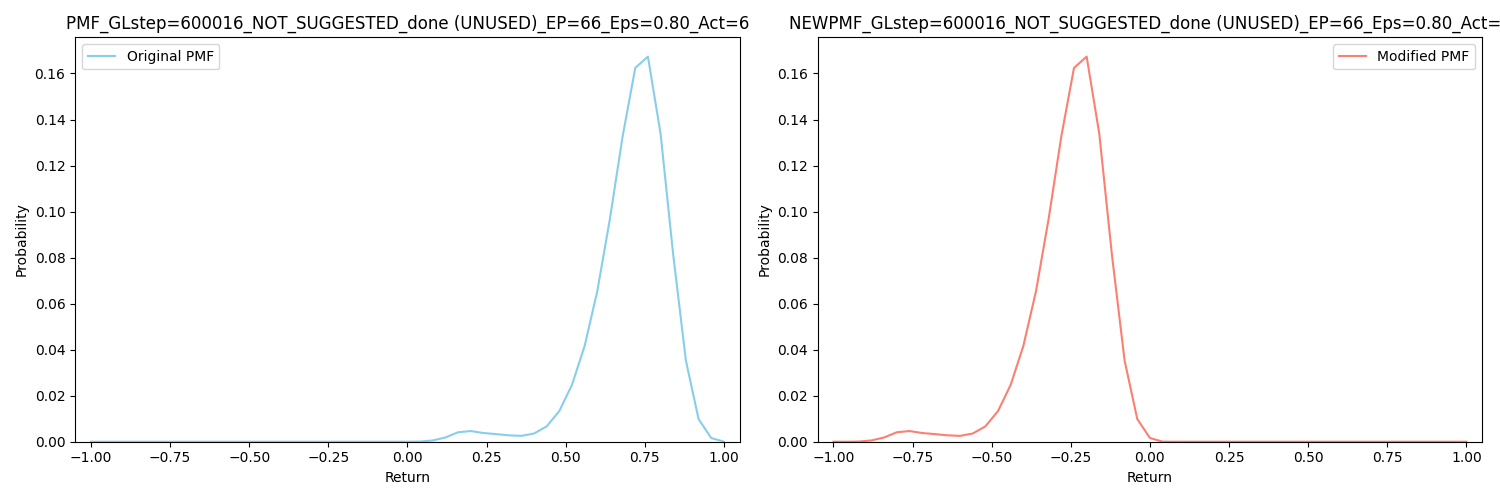 PMF_GLstep=600016_NOT_SUGGESTED_done (UNUSED)_EP=66_Eps=0.80_Act=6
Original PMF
Probability
0.16
0.14
0.12
0.10
0.08
0.06
0.04
0.02
0.00
−1.00 −0.75 −0.50 −0.25 0.00 0.25 0.50 0.75 1.00
Return
NEWPMF_GLstep=600016_NOT_SUGGESTED_done (UNUSED)_EP=66_Eps=0.80_Act=
Modified PMF
Probability
0.16
0.14
0.12
0.10
0.08
0.06
0.04
0.02
0.00
−1.00 −0.75 −0.50 −0.25 0.00 0.25 0.50 0.75 1.00
Return